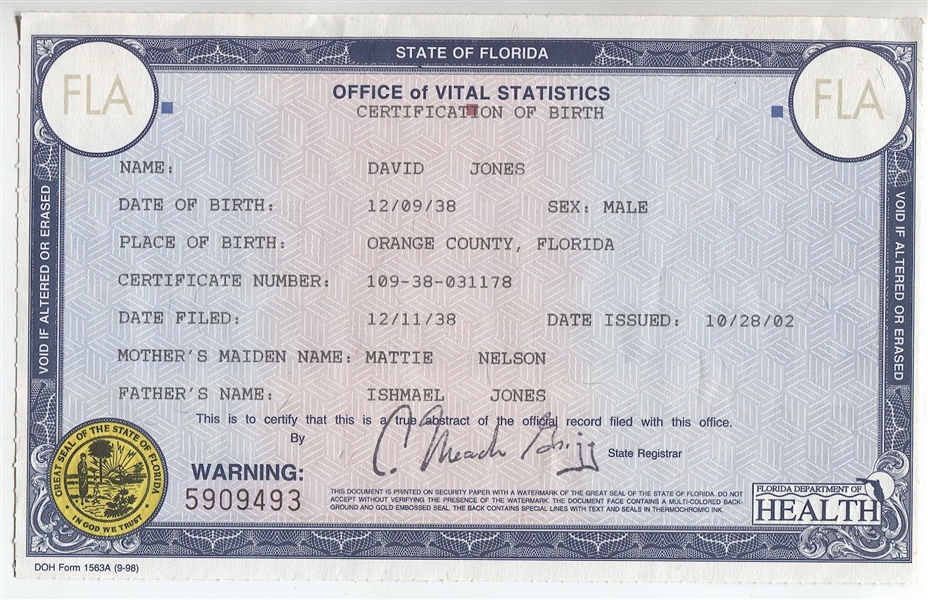 STATE OF FLORIDA
FLA
FLA
OFFICE of VITAL STATISTICS
CERTIFICATION OF BIRTH
NAME: DAVID JONES
DATE OF BIRTH: 12/09/38 SEX: MALE
PLACE OF BIRTH: ORANGE COUNTY, FLORIDA
CERTIFICATE NUMBER: 109-38-031178
DATE FILED: 12/11/38 DATE ISSUED: 10/28/02
MOTHER'S MAIDEN NAME: MATTIE NELSON
FATHER'S NAME: ISHMAEL JONES
This is to certify that this is a true abstract of the official record filed with this office.
By State Registrar
WARNING:
5909493
THIS DOCUMENT IS PRINTED ON SECURITY PAPER WITH A WATERMARK OF THE GREAT SEAL OF THE STATE OF FLORIDA. DO NOT
ACCEPT WITHOUT VERIFYING THE PRESENCE OF THE WATERMARK. THE DOCUMENT FACE CONTAINS A MULTI-COLORED BACK-
GROUND AND GOLD EMBOSSED SEAL. THE BACK CONTAINS SPECIAL LINES WITH TEXT AND SEALS IN THERMOCHROMIC INK.
FLORIDA DEPARTMENT OF
HEALTH
GREAT SEAL OF THE STATE OF FLORIDA
IN GOD WE TRUST
VOID IF ALTERED OR ERASED
VOID IF ALTERED OR ERASED
DOH Form 1563A (9-98)